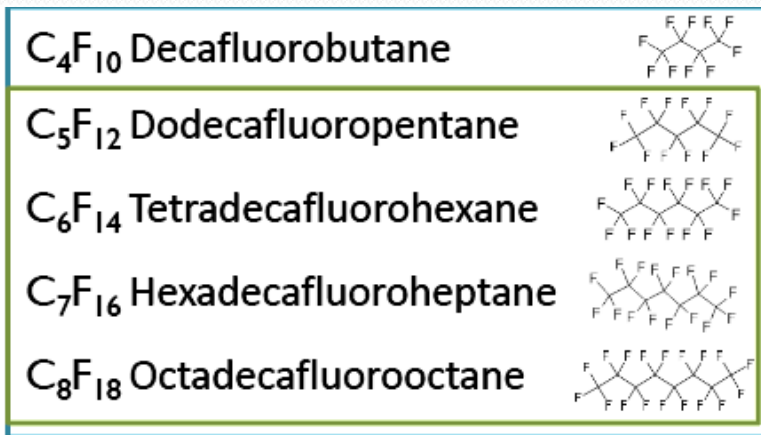 C₄F₁₀ Decafluorobutane
F F F F
F F
F F F F
C₅F₁₂ Dodecafluoropentane
F F F F
F F
F F F F F F
C₆F₁₄ Tetradecafluorohexane
F F F F F F
F F
F F F F F F
C₇F₁₆ Hexadecafluoroheptane
F F F F F F
F F
F F F F F F F F
C₈F₁₈ Octadecafluorooctane
F F F F F F F F
F F
F F F F F F F F